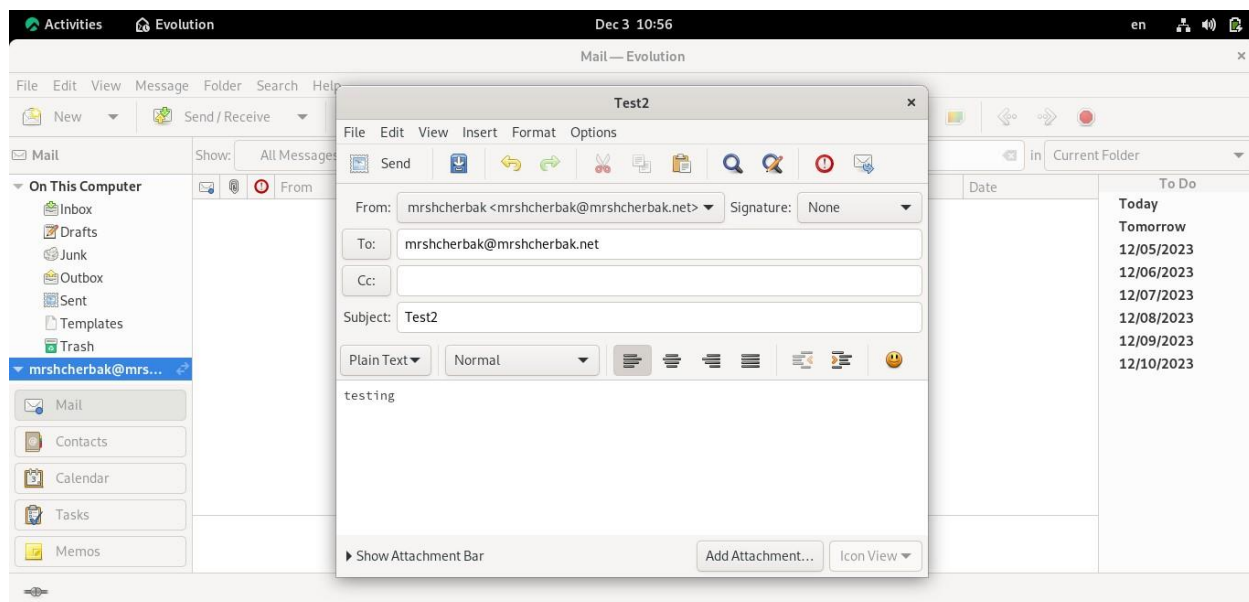 Activities Evolution Dec 3 10:56 en
Mail — Evolution
File Edit View Message Folder Search Help
New Send / Receive
Mail Show: All Messages in Current Folder
On This Computer
Inbox
Drafts
Junk
Outbox
Sent
Templates
Trash
mrshcherbak@mrs...
Mail
Contacts
Calendar
Tasks
Memos
From Date
Test2
File Edit View Insert Format Options
Send
From: mrshcherbak <mrshcherbak@mrshcherbak.net> Signature: None
To: mrshcherbak@mrshcherbak.net
Cc:
Subject: Test2
Plain Text Normal
testing
Show Attachment Bar Add Attachment... Icon View
To Do
Today
Tomorrow
12/05/2023
12/06/2023
12/07/2023
12/08/2023
12/09/2023
12/10/2023